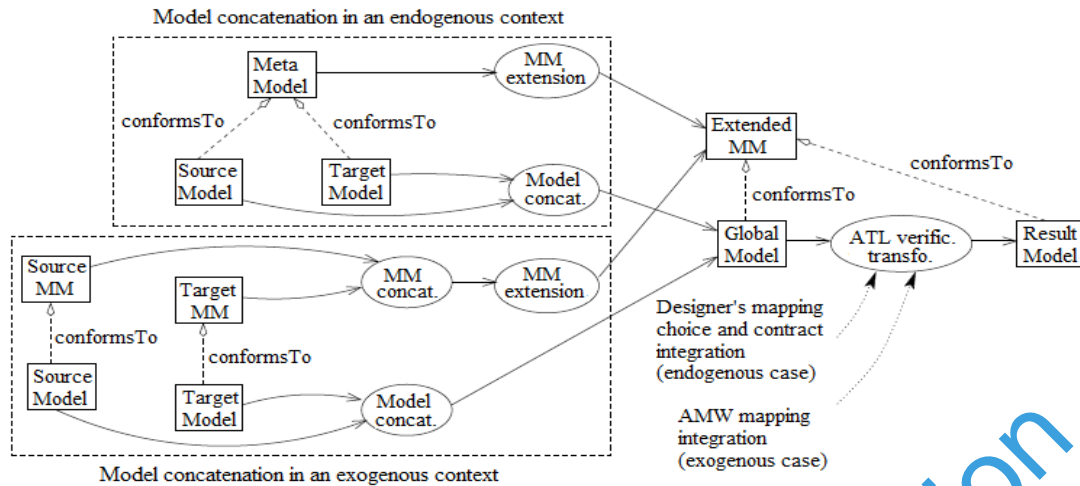 Model concatenation in an endogenous context
Meta
Model
MM
extension
conformsTo
conformsTo
Source
Model
Target
Model
Model
concat.
Extended
MM
conformsTo
conformsTo
Global
Model
ATL verific.
transfo.
Result
Model
Source
MM
Target
MM
MM
concat.
MM
extension
conformsTo
conformsTo
Source
Model
Target
Model
Model
concat.
Designer's mapping
choice and contract
integration
(endogenous case)
AMW mapping
integration
(exogenous case)
Model concatenation in an exogenous context